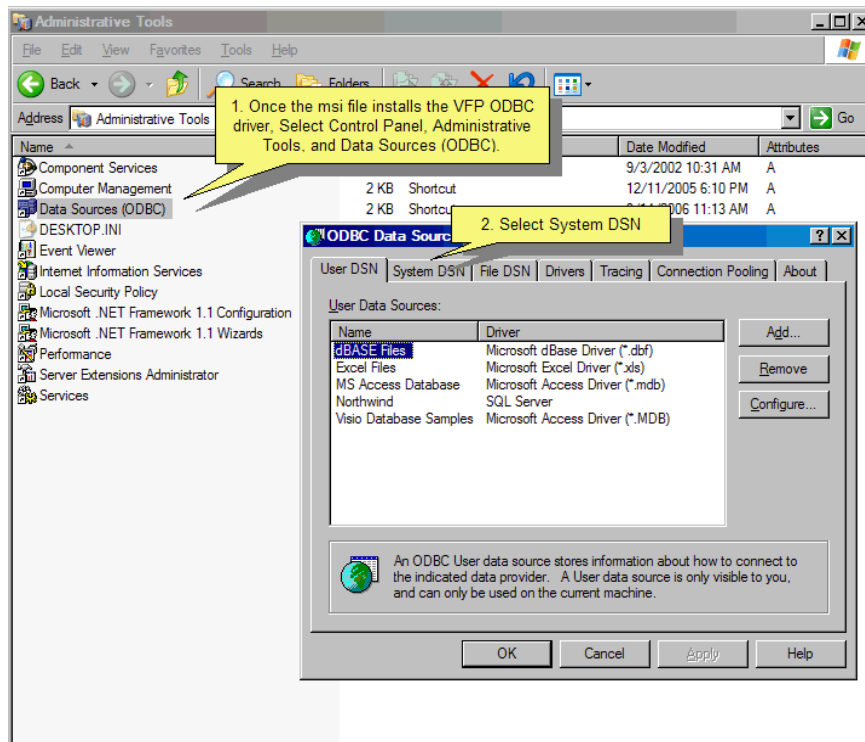 Administrative Tools
File Edit View Favorites Tools Help
Back Search Folders
Address Administrative Tools Go
1. Once the msi file installs the VFP ODBC
driver, Select Control Panel, Administrative
Tools, and Data Sources (ODBC).
Name Date Modified Attributes
Component Services 9/3/2002 10:31 AM A
Computer Management 2 KB Shortcut 12/11/2005 6:10 PM A
Data Sources (ODBC) 2 KB 11:13 AM A
DESKTOP.INI
Event Viewer
Internet Information Services
Local Security Policy
Microsoft .NET Framework 1.1 Configuration
Microsoft .NET Framework 1.1 Wizards
Performance
Server Extensions Administrator
Services
2. Select System DSN
ODBC Data
User DSN System DSN File DSN Drivers Tracing Connection Pooling About
User Data Sources:
Name Driver
dBASE Files Microsoft dBase Driver (*.dbf)
Excel Files Microsoft Excel Driver (*.xls)
MS Access Database Microsoft Access Driver (*.mdb)
Northwind SQL Server
Visio Database Samples Microsoft Access Driver (*.MDB)
Add...
Remove
Configure...
An ODBC User data source stores information about how to connect to
the indicated data provider. A User data source is only visible to you,
and can only be used on the current machine.
OK Cancel Apply Help